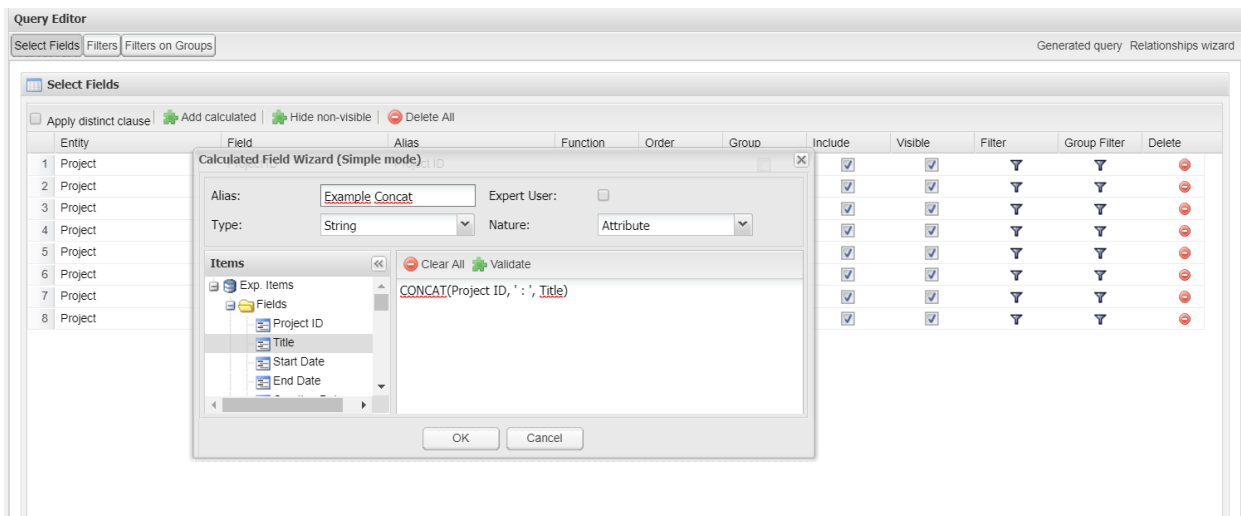 Query Editor
Select Fields Filters Filters on Groups Generated query Relationships wizard
Select Fields
Apply distinct clause Add calculated Hide non-visible Delete All
Entity Field Alias Function Order Group Include Visible Filter Group Filter Delete
1 Project
2 Project
3 Project
4 Project
5 Project
6 Project
7 Project
8 Project
Calculated Field Wizard (Simple mode)
Alias: Example Concat Expert User:
Type: String Nature: Attribute
Items Clear All Validate
Exp. Items
Fields
Project ID
Title
Start Date
End Date
CONCAT(Project ID, ' : ', Title)
OK Cancel